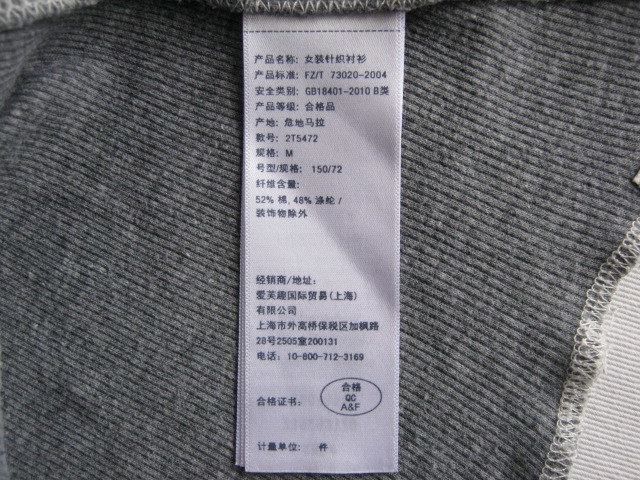 产品名称: 女装针织衬衫
产品标准: FZ/T 73020-2004
安全类别: GB18401-2010 B类
产品等级: 合格品
产地: 危地马拉
款号: 2T5472
规格: M
号型/规格: 150/72
纤维含量:
52% 棉, 48% 涤纶 /
装饰物除外
经销商/地址:
爱芙趣国际贸易(上海)
有限公司
上海市外高桥保税区加枫路
28号2505室200131
电话: 10-800-712-3169
合格证书:
合格
QC
A&F
计量单位: 件